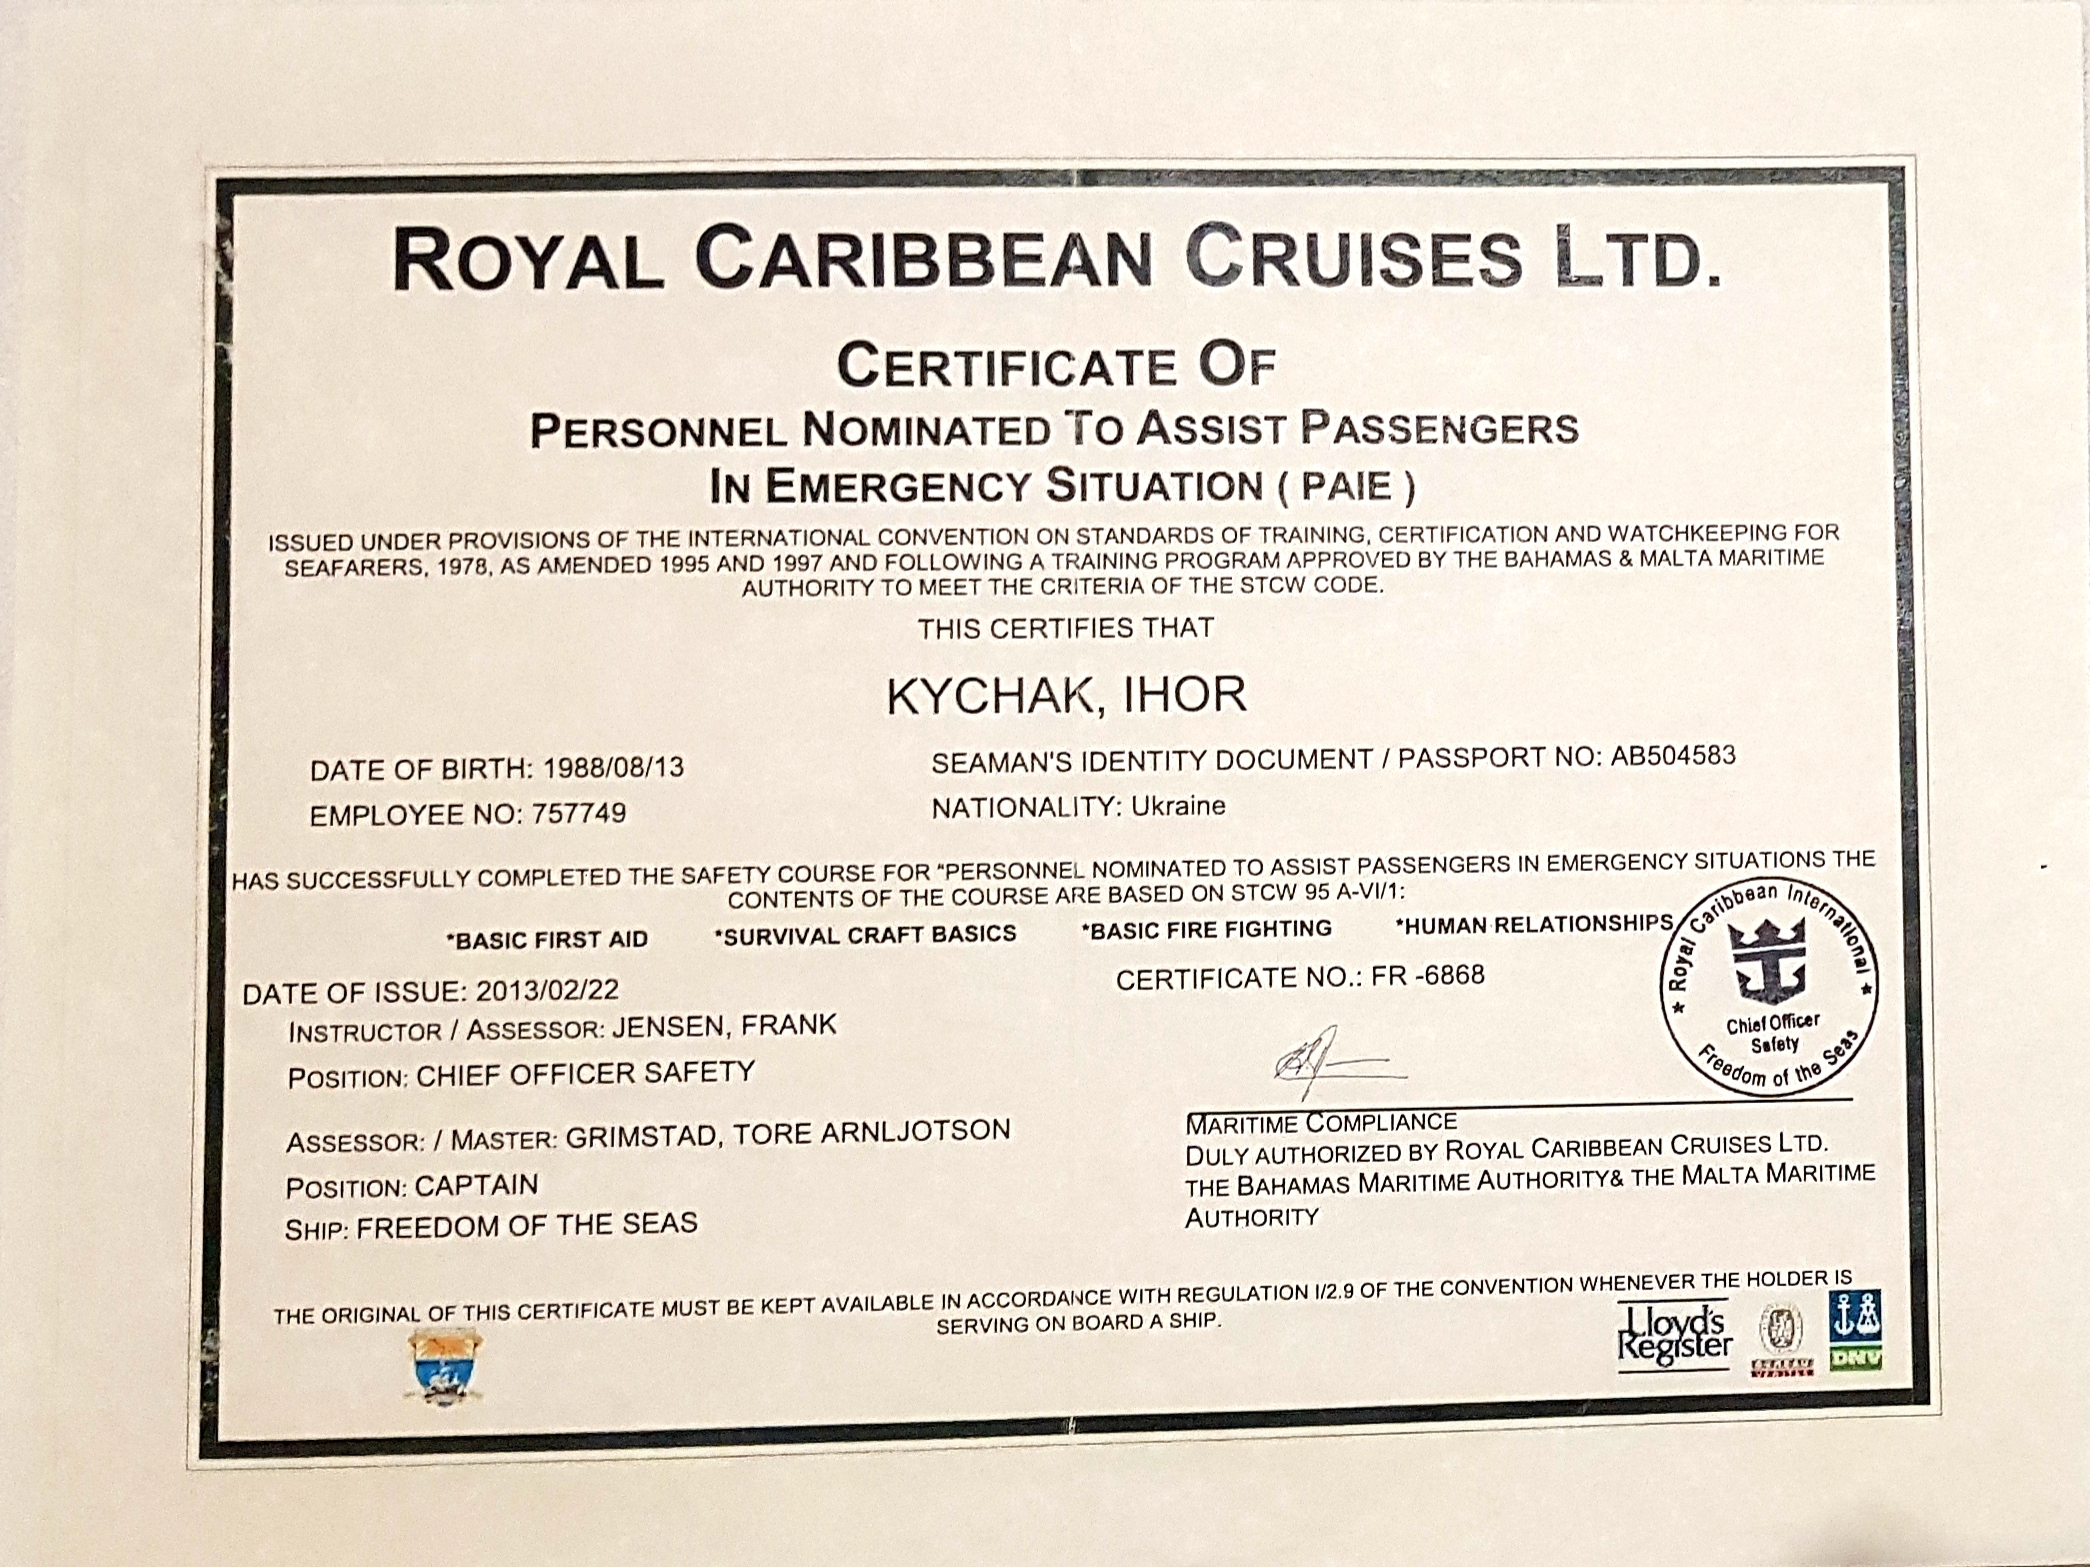 ROYAL CARIBBEAN CRUISES LTD.
CERTIFICATE OF
PERSONNEL NOMINATED TO ASSIST PASSENGERS
IN EMERGENCY SITUATION ( PAIE )
ISSUED UNDER PROVISIONS OF THE INTERNATIONAL CONVENTION ON STANDARDS OF TRAINING, CERTIFICATION AND WATCHKEEPING FOR
SEAFARERS, 1978, AS AMENDED 1995 AND 1997 AND FOLLOWING A TRAINING PROGRAM APPROVED BY THE BAHAMAS & MALTA MARITIME
AUTHORITY TO MEET THE CRITERIA OF THE STCW CODE.
THIS CERTIFIES THAT
KYCHAK, IHOR
DATE OF BIRTH: 1988/08/13
SEAMAN'S IDENTITY DOCUMENT / PASSPORT NO: AB504583
EMPLOYEE NO: 757749
NATIONALITY: Ukraine
HAS SUCCESSFULLY COMPLETED THE SAFETY COURSE FOR "PERSONNEL NOMINATED TO ASSIST PASSENGERS IN EMERGENCY SITUATIONS THE
CONTENTS OF THE COURSE ARE BASED ON STCW 95 A-VI/1:
*BASIC FIRST AID *SURVIVAL CRAFT BASICS *BASIC FIRE FIGHTING *HUMAN RELATIONSHIPS
DATE OF ISSUE: 2013/02/22
CERTIFICATE NO.: FR -6868
INSTRUCTOR / ASSESSOR: JENSEN, FRANK
POSITION: CHIEF OFFICER SAFETY
ASSESSOR: / MASTER: GRIMSTAD, TORE ARNLJOTSON
POSITION: CAPTAIN
SHIP: FREEDOM OF THE SEAS
Royal Caribbean International
Chief Officer
Safety
Freedom of the Seas
MARITIME COMPLIANCE
DULY AUTHORIZED BY ROYAL CARIBBEAN CRUISES LTD.
THE BAHAMAS MARITIME AUTHORITY& THE MALTA MARITIME
AUTHORITY
THE ORIGINAL OF THIS CERTIFICATE MUST BE KEPT AVAILABLE IN ACCORDANCE WITH REGULATION I/2.9 OF THE CONVENTION WHENEVER THE HOLDER IS
SERVING ON BOARD A SHIP.
Lloyd's
Register
BUREAU
VERITAS
DNV